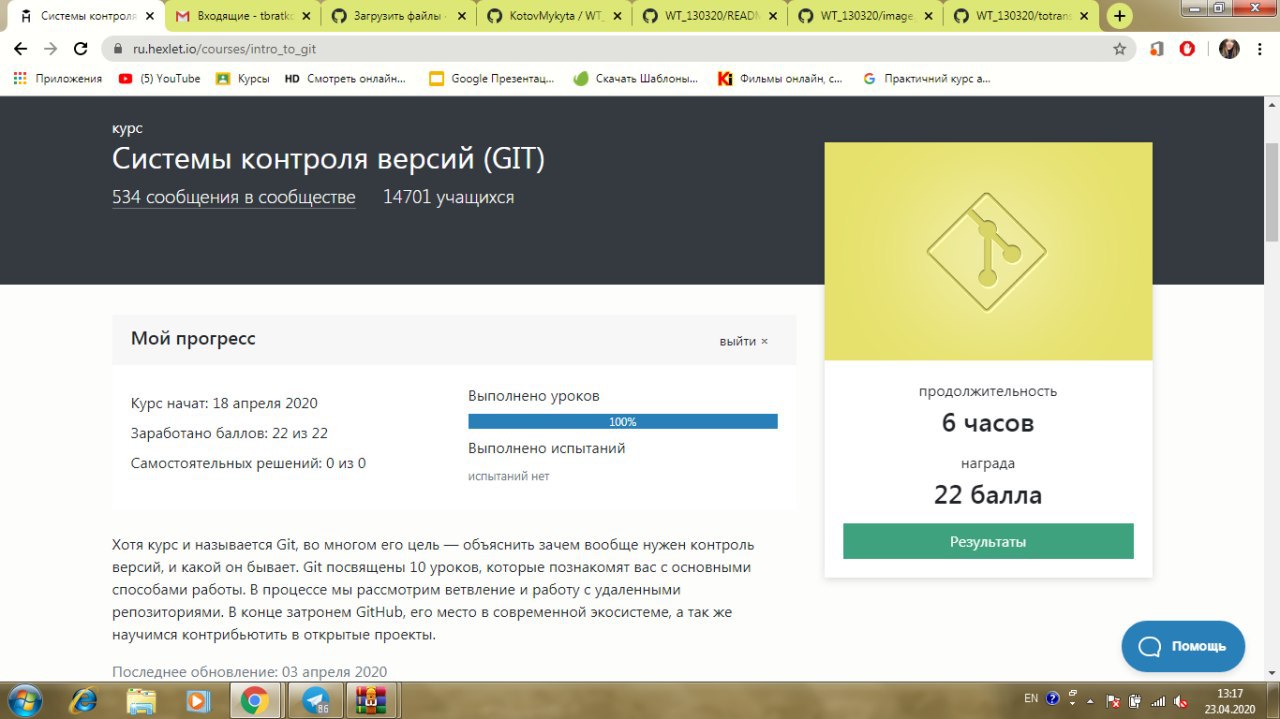 Системы контроля
Входящие - tbratk
Загрузить файлы
KotovMykyta / WT_
WT_130320/READM
WT_130320/image.
WT_130320/totrans
ru.hexlet.io/courses/intro_to_git
Приложения
(5) YouTube
Курсы
HD Смотреть онлайн...
Google Презентац...
Скачать Шаблоны...
Фильмы онлайн, с...
Практичний курс а...
курс
Системы контроля версий (GIT)
534 сообщения в сообществе 14701 учащихся
Мой прогресс
выйти ×
Курс начат: 18 апреля 2020
Заработано баллов: 22 из 22
Самостоятельных решений: 0 из 0
Выполнено уроков
100%
Выполнено испытаний
испытаний нет
продолжительность
6 часов
награда
22 балла
Результаты
Хотя курс и называется Git, во многом его цель — объяснить зачем вообще нужен контроль
версий, и какой он бывает. Git посвящены 10 уроков, которые познакомят вас с основными
способами работы. В процессе мы рассмотрим ветвление и работу с удаленными
репозиториями. В конце затронем GitHub, его место в современной экосистеме, а так же
научимся контрибьютить в открытые проекты.
Последнее обновление: 03 апреля 2020
Помощь
86
EN
13:17
23.04.2020